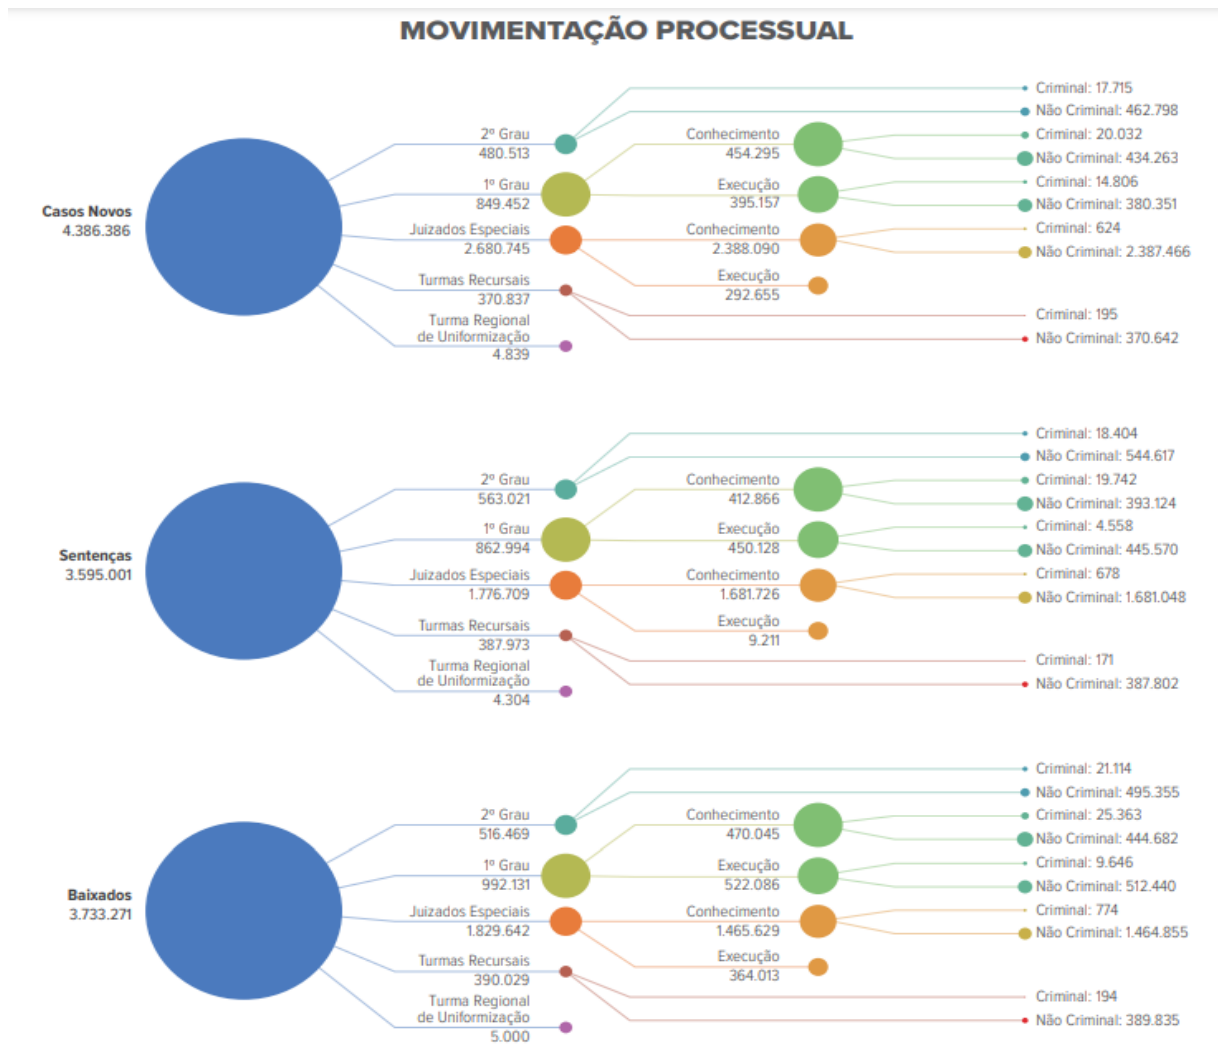 MOVIMENTAÇÃO PROCESSUAL
Casos Novos
4.386.386
2º Grau
480.513
1º Grau
849.452
Juizados Especiais
2.680.745
Turmas Recursais
370.837
Turma Regional
de Uniformização
4.839
Conhecimento
454.295
Execução
395.157
Conhecimento
2.388.090
Execução
292.655
Criminal: 17.715
Não Criminal: 462.798
Criminal: 20.032
Não Criminal: 434.263
Criminal: 14.806
Não Criminal: 380.351
Criminal: 624
Não Criminal: 2.387.466
Criminal: 195
Não Criminal: 370.642
Sentenças
3.595.001
2º Grau
563.021
1º Grau
862.994
Juizados Especiais
1.776.709
Turmas Recursais
387.973
Turma Regional
de Uniformização
4.304
Conhecimento
412.866
Execução
450.128
Conhecimento
1.681.726
Execução
9.211
Criminal: 18.404
Não Criminal: 544.617
Criminal: 19.742
Não Criminal: 393.124
Criminal: 4.558
Não Criminal: 445.570
Criminal: 678
Não Criminal: 1.681.048
Criminal: 171
Não Criminal: 387.802
Baixados
3.733.271
2º Grau
516.469
1º Grau
992.131
Juizados Especiais
1.829.642
Turmas Recursais
390.029
Turma Regional
de Uniformização
5.000
Conhecimento
470.045
Execução
522.086
Conhecimento
1.465.629
Execução
364.013
Criminal: 21.114
Não Criminal: 495.355
Criminal: 25.363
Não Criminal: 444.682
Criminal: 9.646
Não Criminal: 512.440
Criminal: 774
Não Criminal: 1.464.855
Criminal: 194
Não Criminal: 389.835